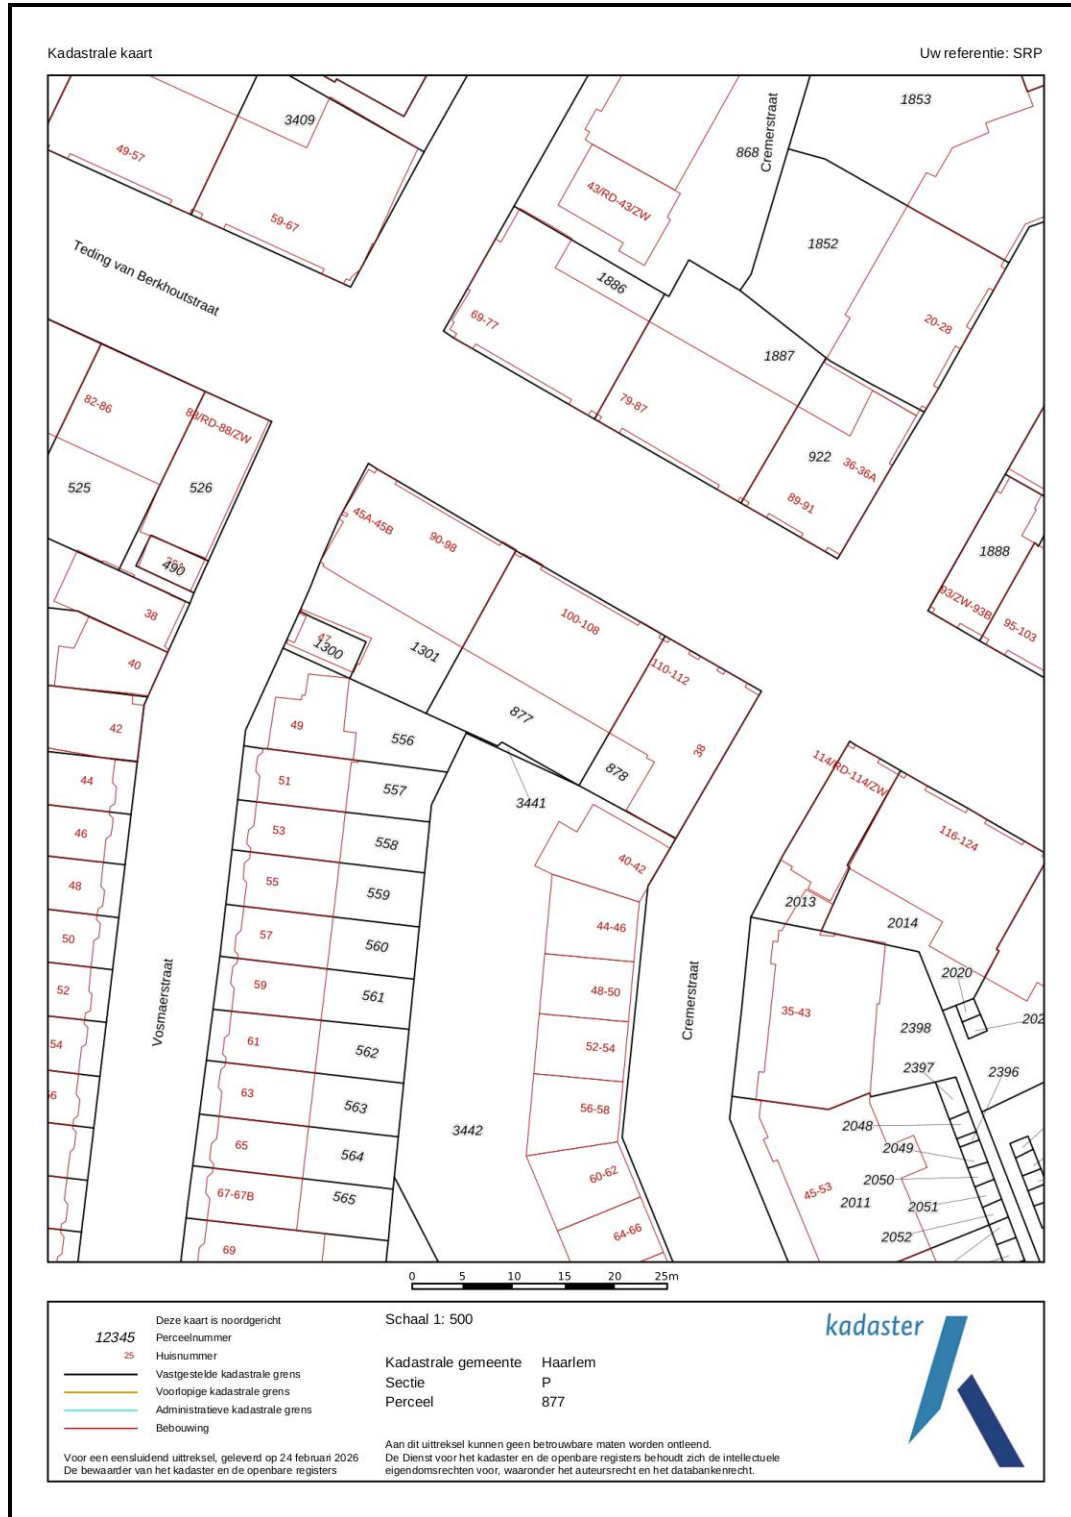 Kadastrale kaart
Uw referentie: SRP
3409
49-57
59-67
Teding van Berkhoutstraat
43/RD-43/ZW
868
Cremerstraat
1853
1852
1886
69-77
20-28
1887
79-87
922
36-36A
89-91
82-86
88/RD-88/ZW
525
526
490
38
40
42
44
46
48
50
52
54
45A-45B
90-98
100-108
47
1300
1301
110-112
877
878
38
1888
93/ZW-93B
95-103
49
556
51
557
53
558
55
559
57
560
59
561
61
562
63
563
65
564
67-67B
565
69
Vosmaerstraat
3441
3442
40-42
44-46
48-50
52-54
56-58
60-62
64-66
Cremerstraat
114/RD-114/ZW
116-124
2013
2014
2020
35-43
2398
2397
2396
2048
2049
2050
2051
2052
45-53
2011
0 5 10 15 20 25m
Deze kaart is noordgericht
12345 Perceelnummer
25 Huisnummer
Vastgestelde kadastrale grens
Voorlopige kadastrale grens
Administratieve kadastrale grens
Bebouwing
Voor een eensluidend uittreksel, geleverd op 24 februari 2026
De bewaarder van het kadaster en de openbare registers
Schaal 1: 500
Kadastrale gemeente Haarlem
Sectie P
Perceel 877
Aan dit uittreksel kunnen geen betrouwbare maten worden ontleend.
De Dienst voor het kadaster en de openbare registers behoudt zich de intellectuele
eigendomsrechten voor, waaronder het auteursrecht en het databankenrecht.
kadaster